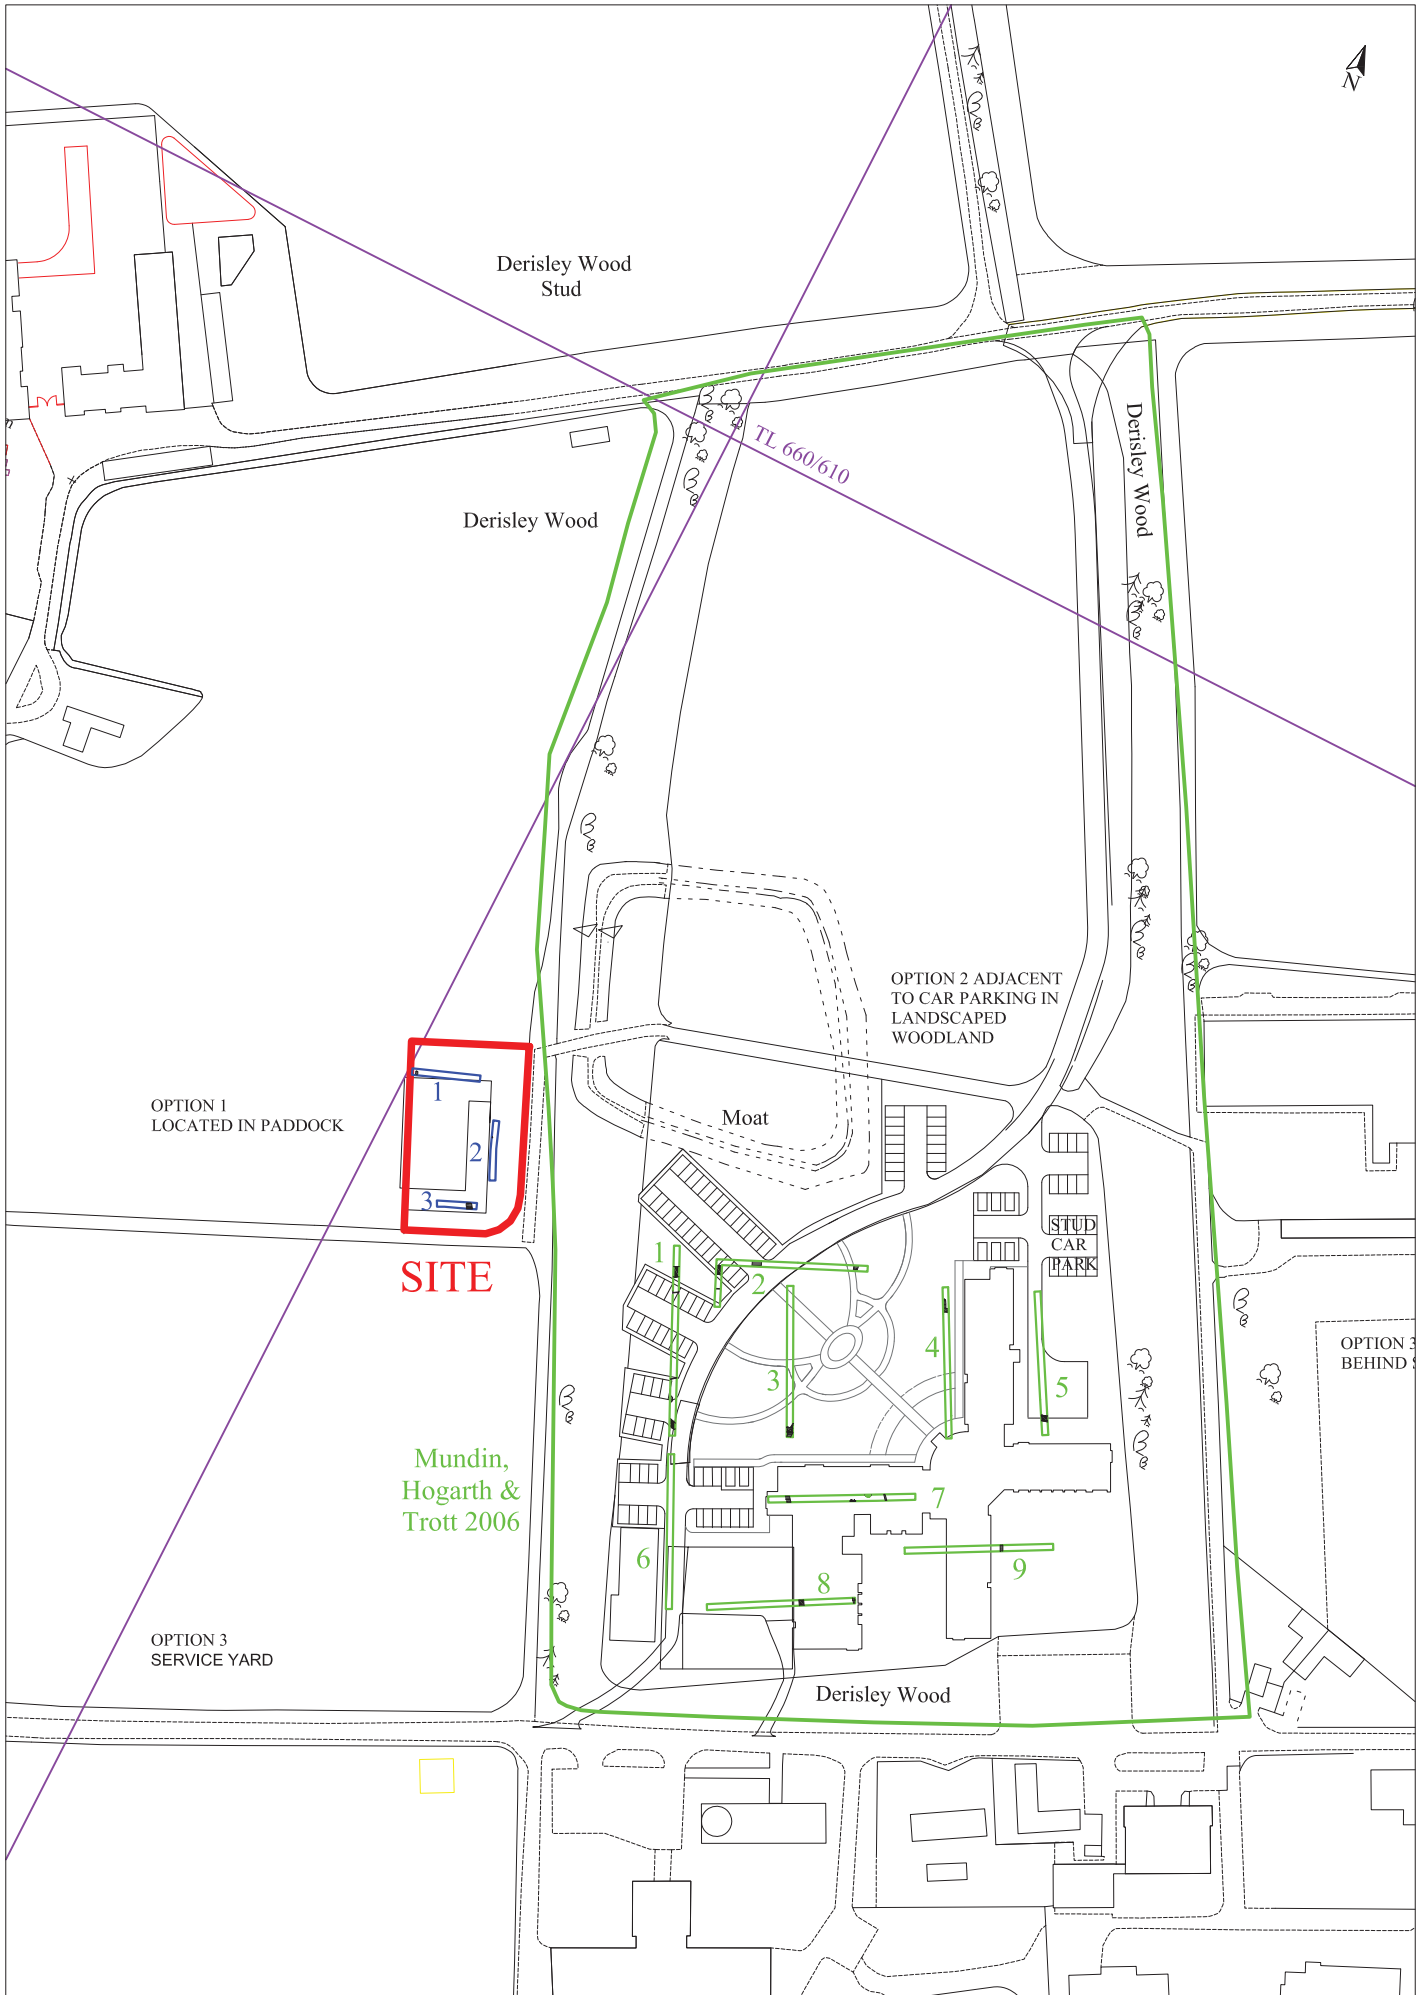 N
Derisley Wood
Stud
TL 660/610
Derisley Wood
Derisley Wood
OPTION 2 ADJACENT
TO CAR PARKING IN
LANDSCAPED
WOODLAND
OPTION 1
LOCATED IN PADDOCK
1
2
3
Moat
SITE
STUD
CAR
PARK
1
2
3
4
5
OPTION 3
BEHIND
Mundin,
Hogarth &
Trott 2006
6
7
8
9
OPTION 3
SERVICE YARD
Derisley Wood